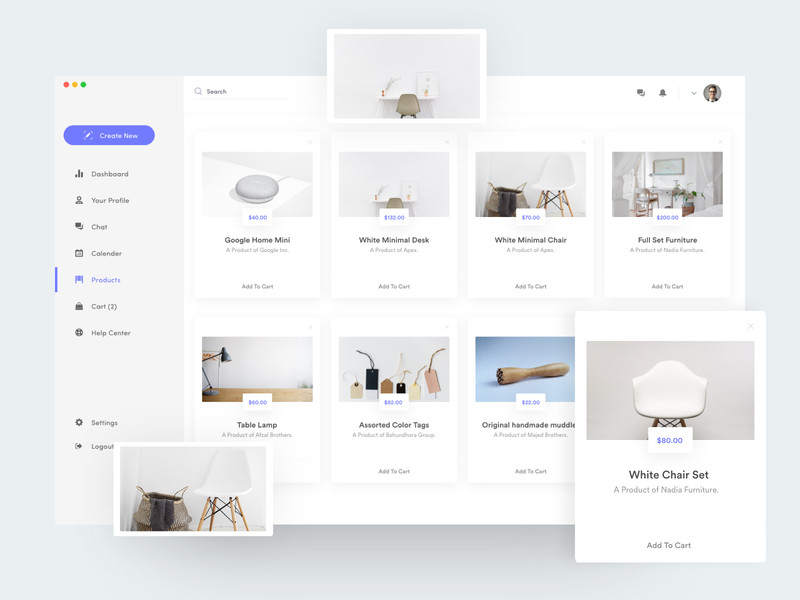 Search
Create New
Dashboard
Your Profile
Chat
Calender
Products
Cart (2)
Help Center
Settings
Logout
$40.00
Google Home Mini
A Product of Google Inc.
Add To Cart
$132.00
White Minimal Desk
A Product of Apex.
Add To Cart
$70.00
White Minimal Chair
A Product of Apex.
Add To Cart
$200.00
Full Set Furniture
A Product of Nadia Furniture.
Add To Cart
$60.00
Table Lamp
A Product of Afzal Brothers.
$82.00
Assorted Color Tags
A Product of Bahundhara Group.
Add To Cart
$22.00
Original handmade muddle
A Product of Majed Brothers.
Add To Cart
$80.00
White Chair Set
A Product of Nadia Furniture.
Add To Cart